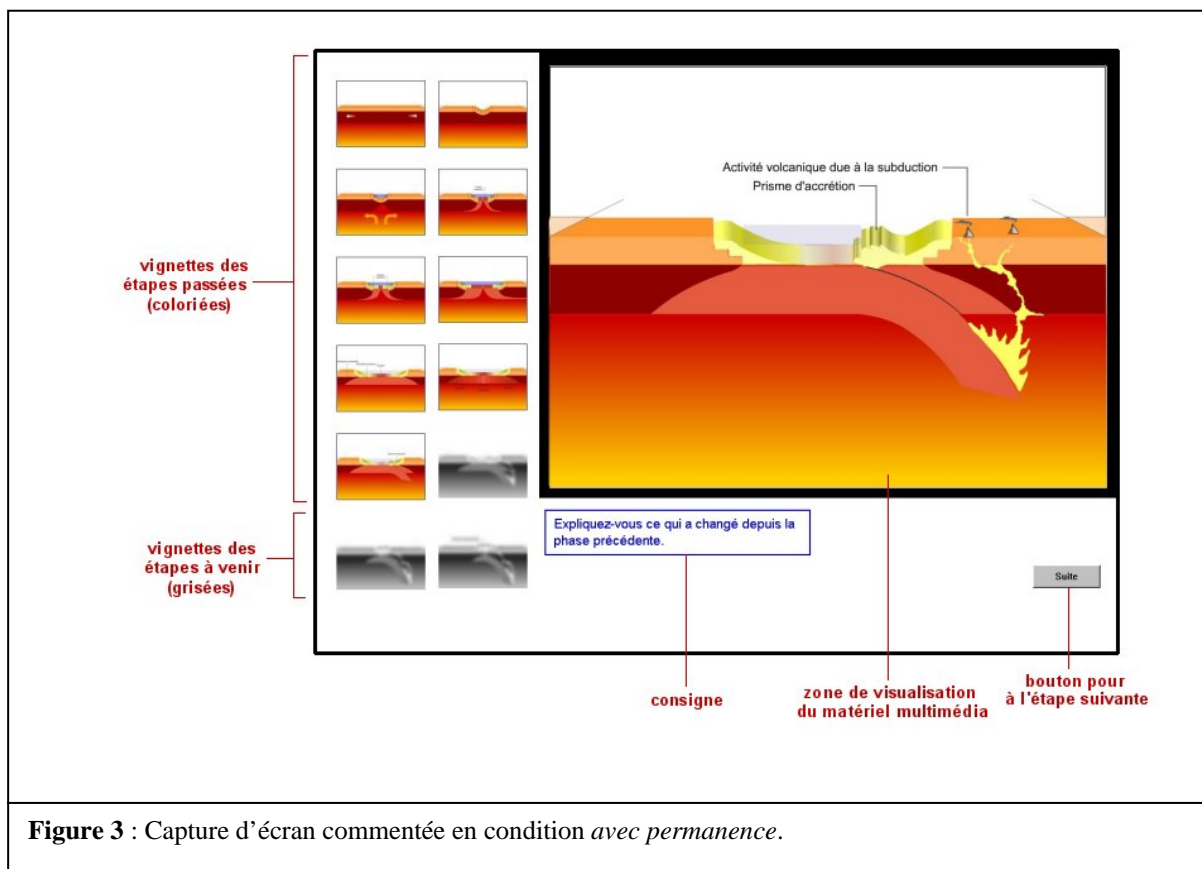 Activité volcanique due à la subduction
Prisme d'accrétion
vignettes des
étapes passées
(coloriées)
vignettes des
étapes à venir
(grisées)
Expliquez-vous ce qui a changé depuis la
phase précédente.
Suite
consigne
zone de visualisation
du matériel multimédia
bouton pour
à l'étape suivante
Figure 3 : Capture d'écran commentée en condition avec permanence.